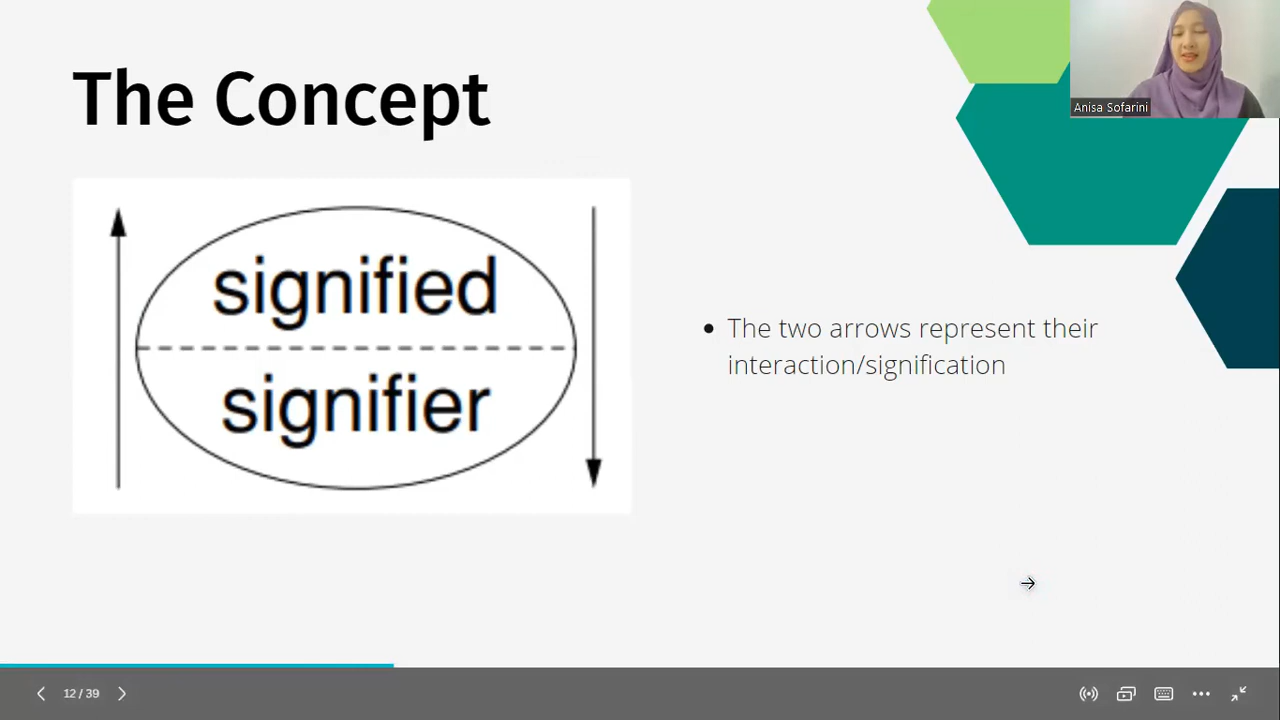 The Concept
Anisa Sofarini
signified
signifier
• The two arrows represent their
interaction/signification
12 / 39